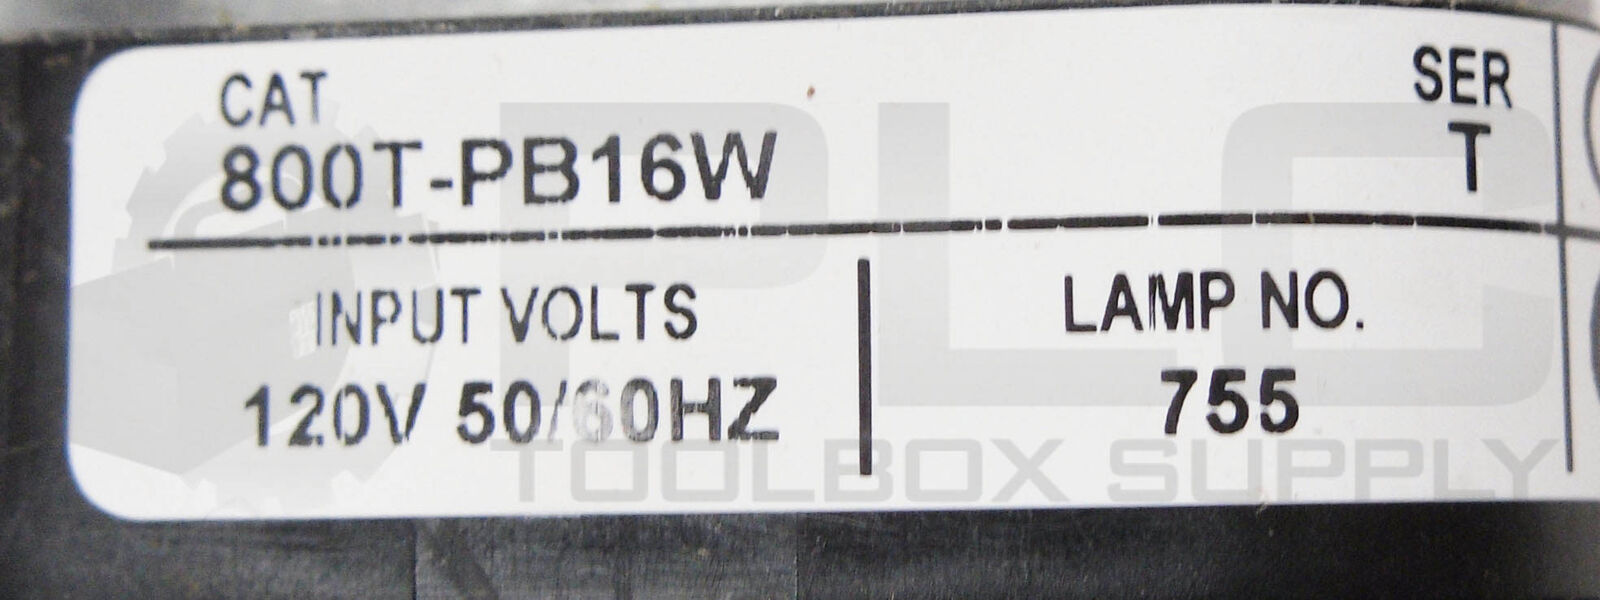 CAT
800T-PB16W
SER
T
INPUT VOLTS
120V 50/60HZ
LAMP NO.
755
PLC
TOOLBOX SUPPLY